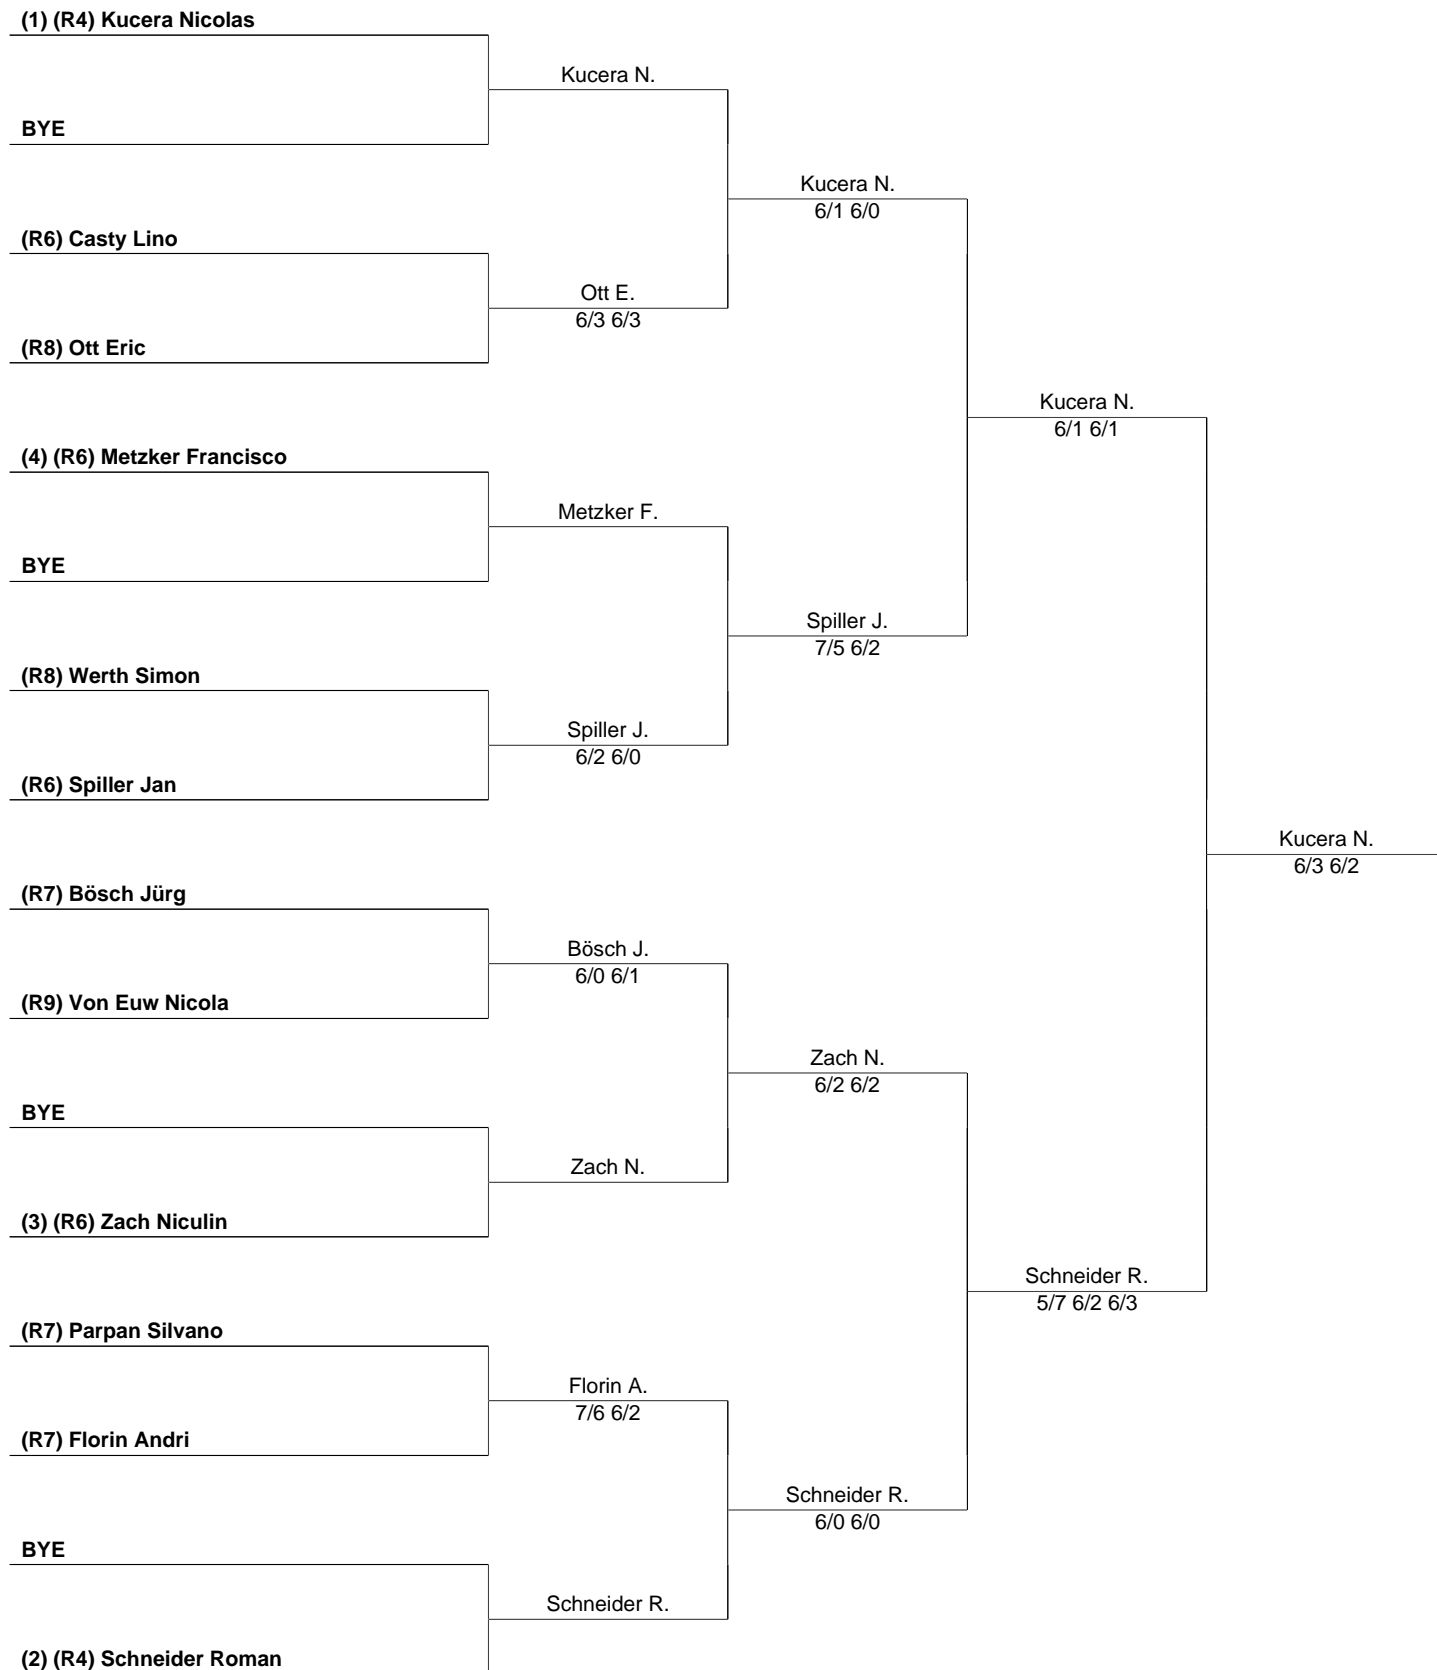 (1) (R4) Kucera Nicolas
Kucera N.
BYE
Kucera N.
6/1 6/0
(R6) Casty Lino
Ott E.
6/3 6/3
(R8) Ott Eric
Kucera N.
6/1 6/1
(4) (R6) Metzker Francisco
Metzker F.
BYE
Spiller J.
7/5 6/2
(R8) Werth Simon
Spiller J.
6/2 6/0
(R6) Spiller Jan
Kucera N.
6/3 6/2
(R7) Bösch Jürg
Bösch J.
6/0 6/1
(R9) Von Euw Nicola
Zach N.
6/2 6/2
BYE
Zach N.
(3) (R6) Zach Niculin
Schneider R.
5/7 6/2 6/3
(R7) Parpan Silvano
Florin A.
7/6 6/2
(R7) Florin Andri
Schneider R.
6/0 6/0
BYE
Schneider R.
(2) (R4) Schneider Roman